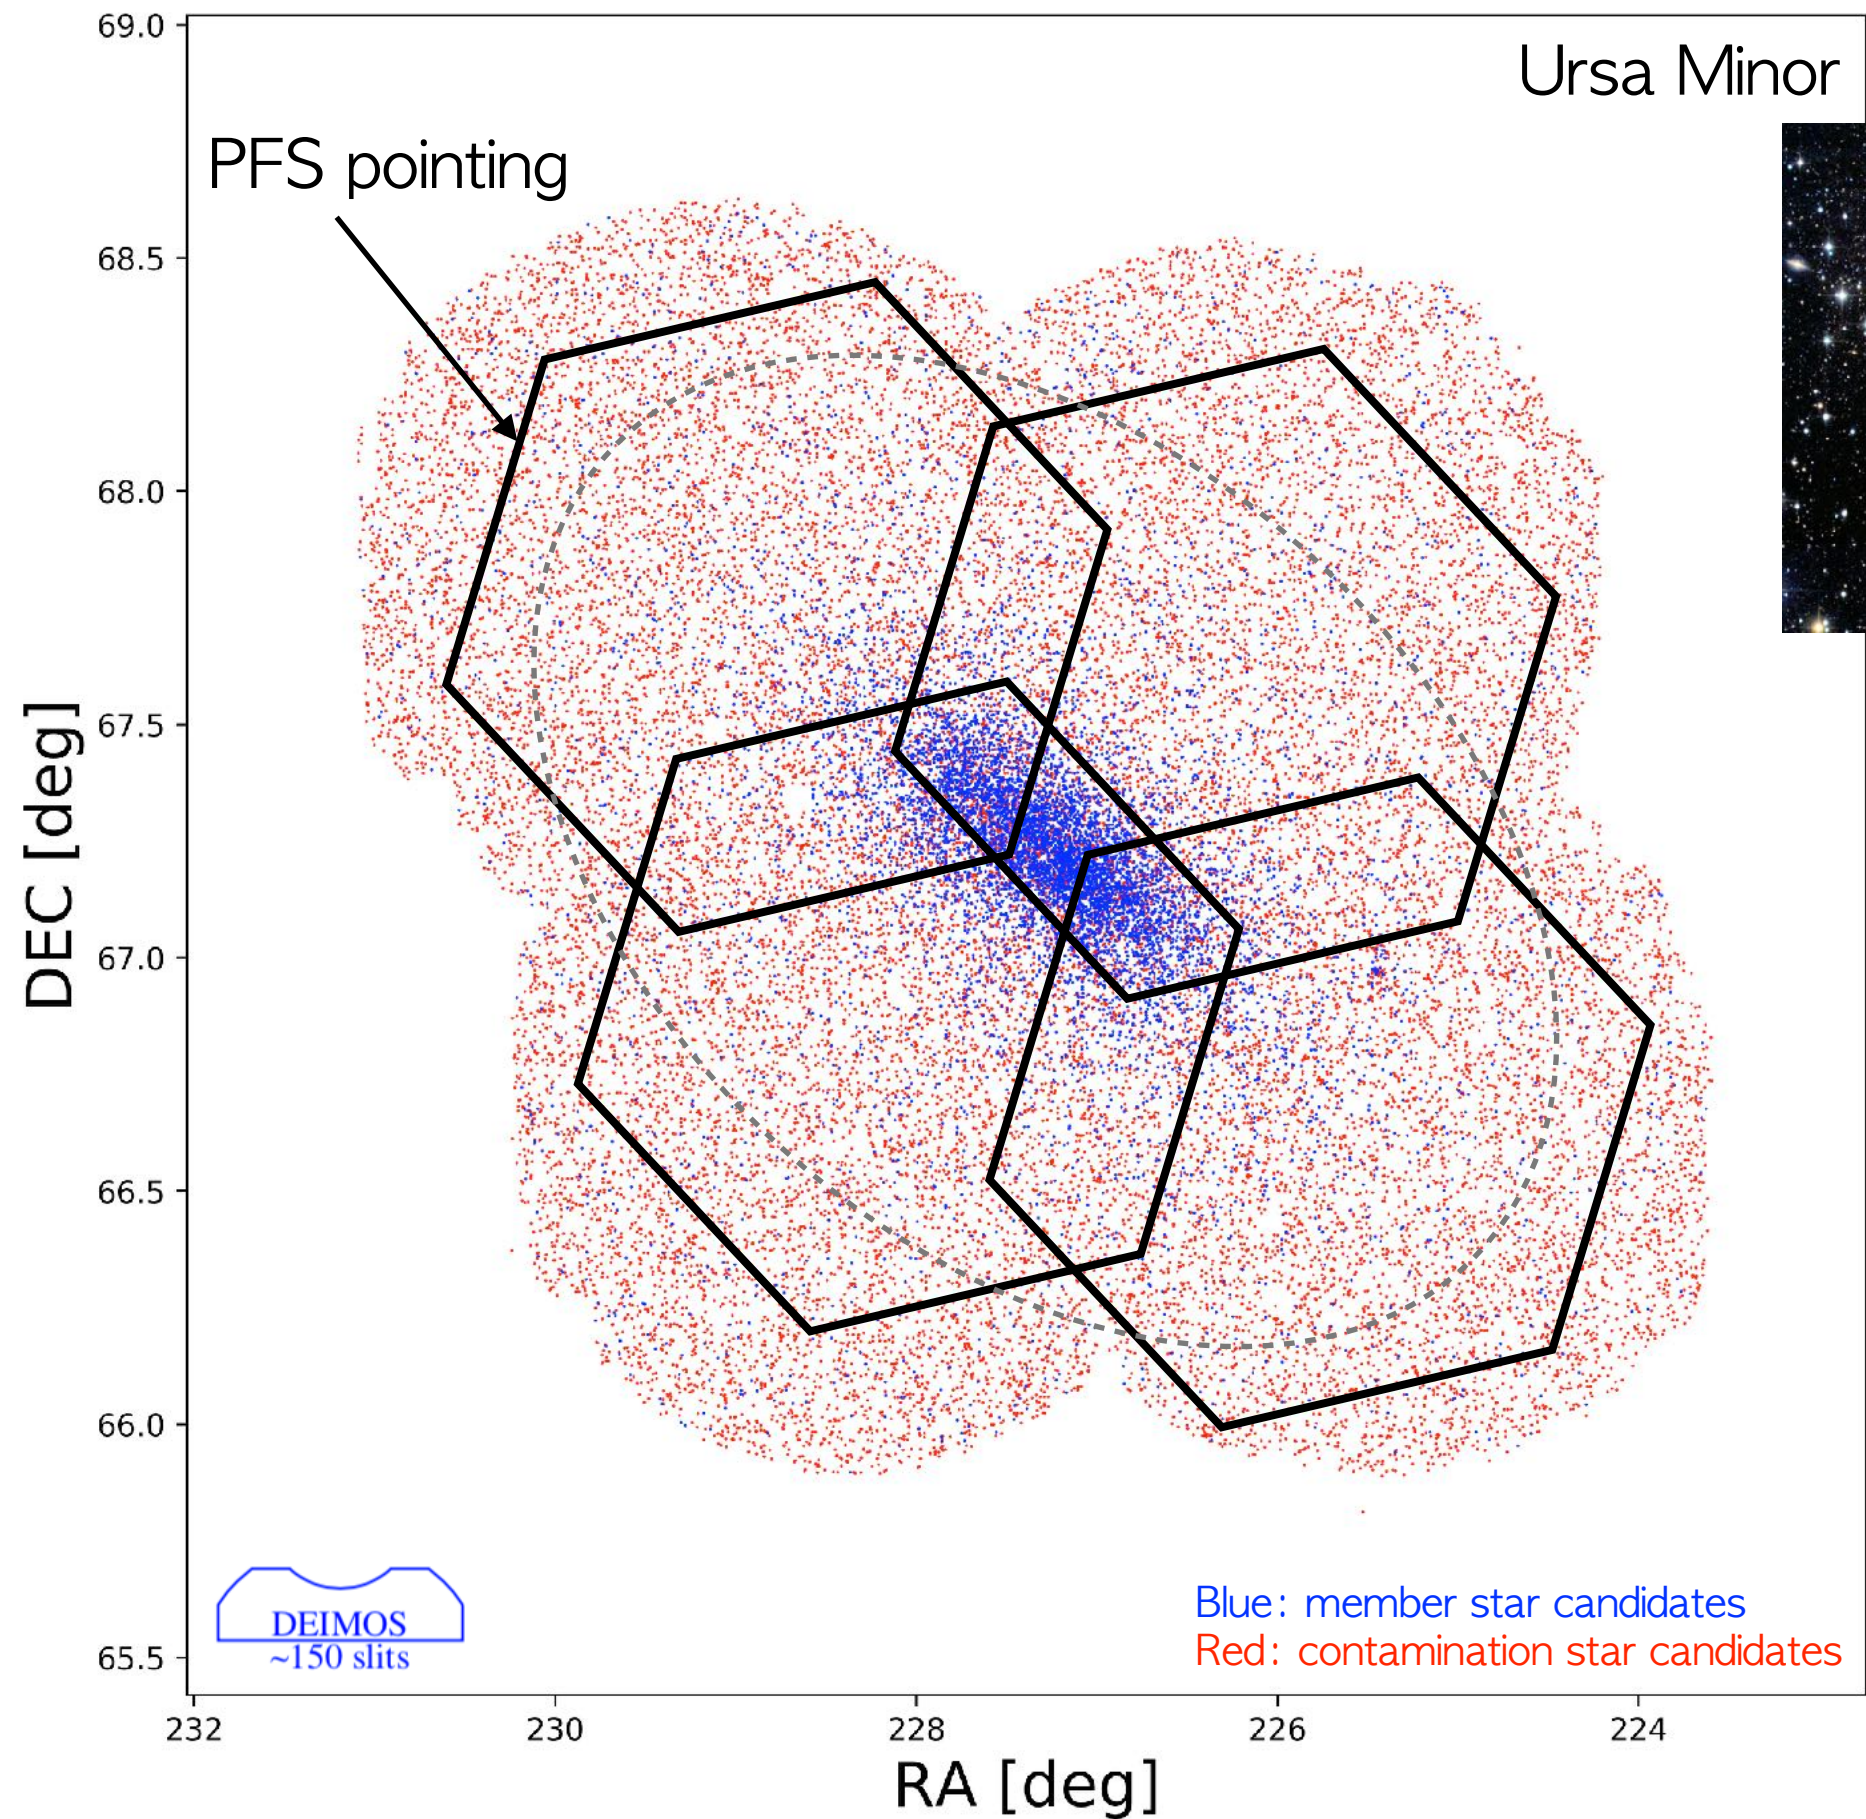 Ursa Minor
PFS pointing
69.0
68.5
68.0
67.5
67.0
66.5
66.0
65.5
DEC [deg]
DEIMOS
~150 slits
Blue: member star candidates
Red: contamination star candidates
232
230
228
226
224
RA [deg]